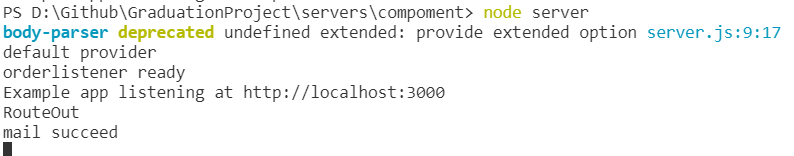 PS D:\Github\GraduationProject\servers\compoment> node server
body-parser deprecated undefined extended: provide extended option server.js:9:17
default provider
orderlistener ready
Example app listening at http://localhost:3000
RouteOut
mail succeed